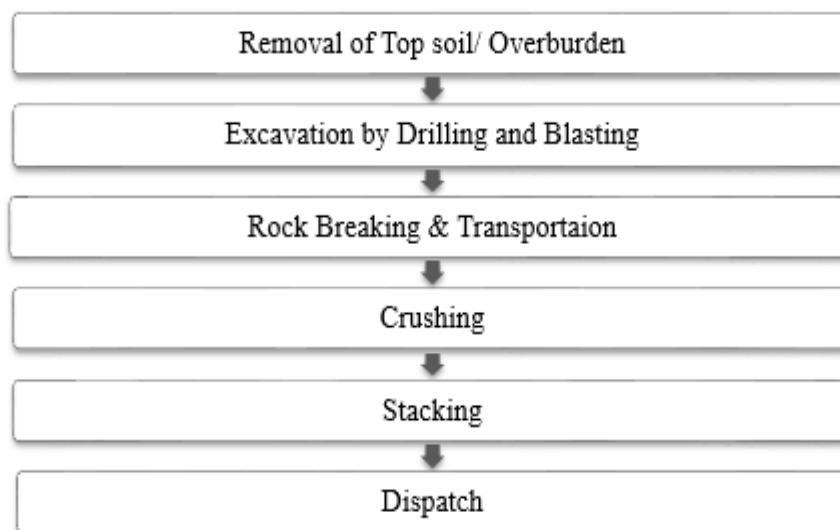 Removal of Top soil/ Overburden
Excavation by Drilling and Blasting
Rock Breaking & Transportaion
Crushing
Stacking
Dispatch